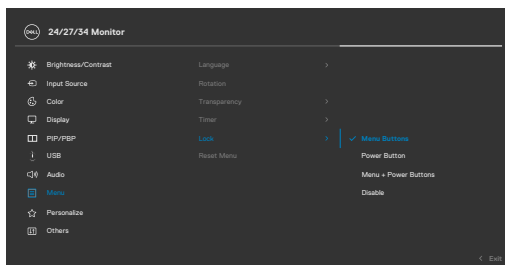 DELL
24/27/34 Monitor
Brightness/Contrast
Input Source
Color
Display
PIP/PBP
USB
Audio
Menu
Personalize
Others
Language
Rotation
Transparency
Timer
Lock
Reset Menu
Menu Buttons
Power Button
Menu + Power Buttons
Disable
Exit